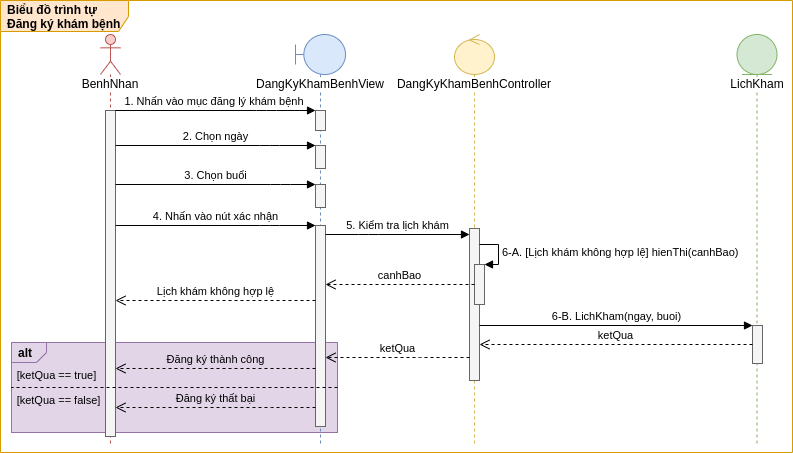 Biểu đồ trình tự
Đăng ký khám bệnh
BenhNhan
DangKyKhamBenhView
DangKyKhamBenhController
LichKham
1. Nhấn vào mục đăng lý khám bệnh
2. Chọn ngày
3. Chọn buổi
4. Nhấn vào nút xác nhận
5. Kiểm tra lịch khám
6-A. [Lịch khám không hợp lệ] hienThi(canhBao)
canhBao
Lịch khám không hợp lê
6-B. LichKham(ngay, buoi)
ketQua
ketQua
alt
Đăng ký thành công
[ketQua == true]
[ketQua == false]
Đăng ký thất bại